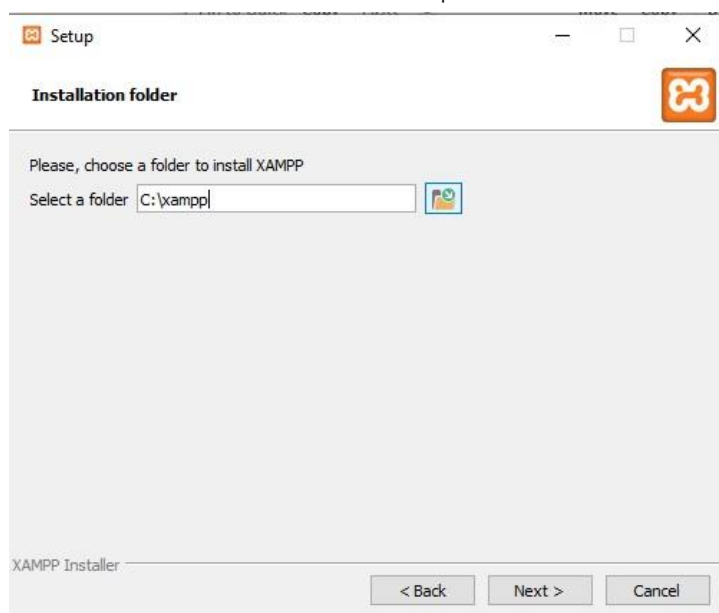 Setup
Installation folder
Please, choose a folder to install XAMPP
Select a folder C:\xampp
XAMPP Installer
< Back Next > Cancel